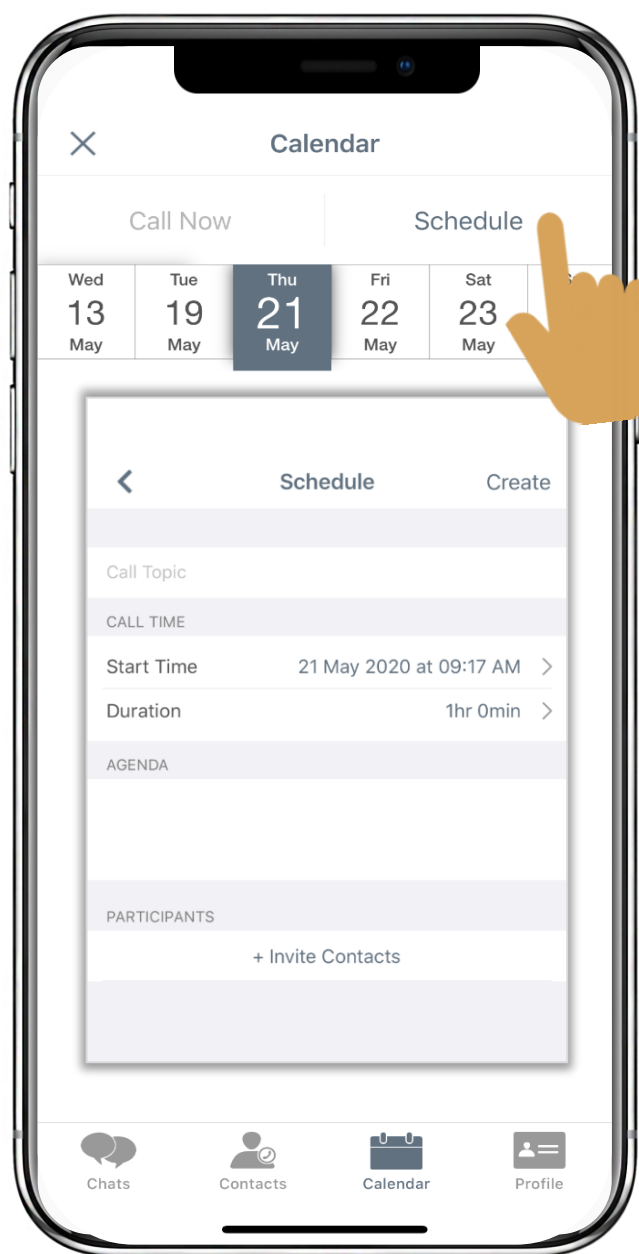 Calendar
Call Now Schedule
Wed Tue Thu Fri Sat
13 19 21 22 23
May May May May May
Schedule Create
Call Topic
CALL TIME
Start Time 21 May 2020 at 09:17 AM
Duration 1hr 0min
AGENDA
PARTICIPANTS
+ Invite Contacts
Chats Contacts Calendar Profile